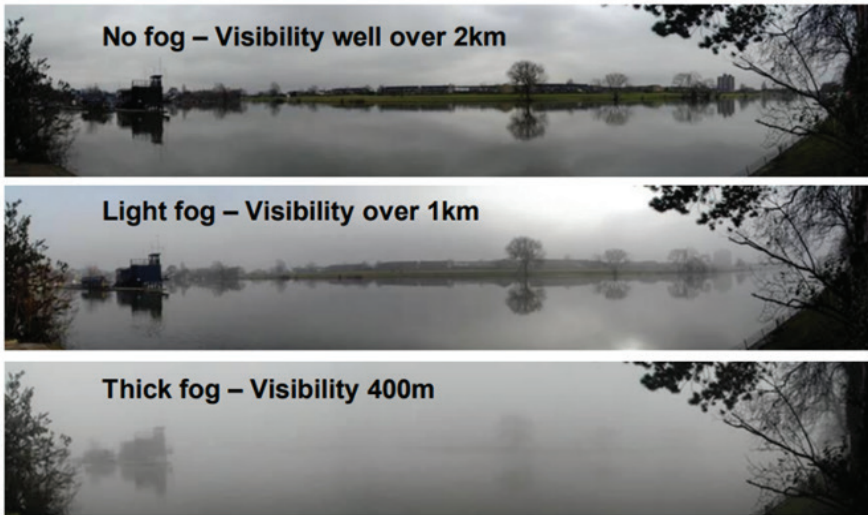 No fog – Visibility well over 2km
Light fog – Visibility over 1km
Thick fog – Visibility 400m